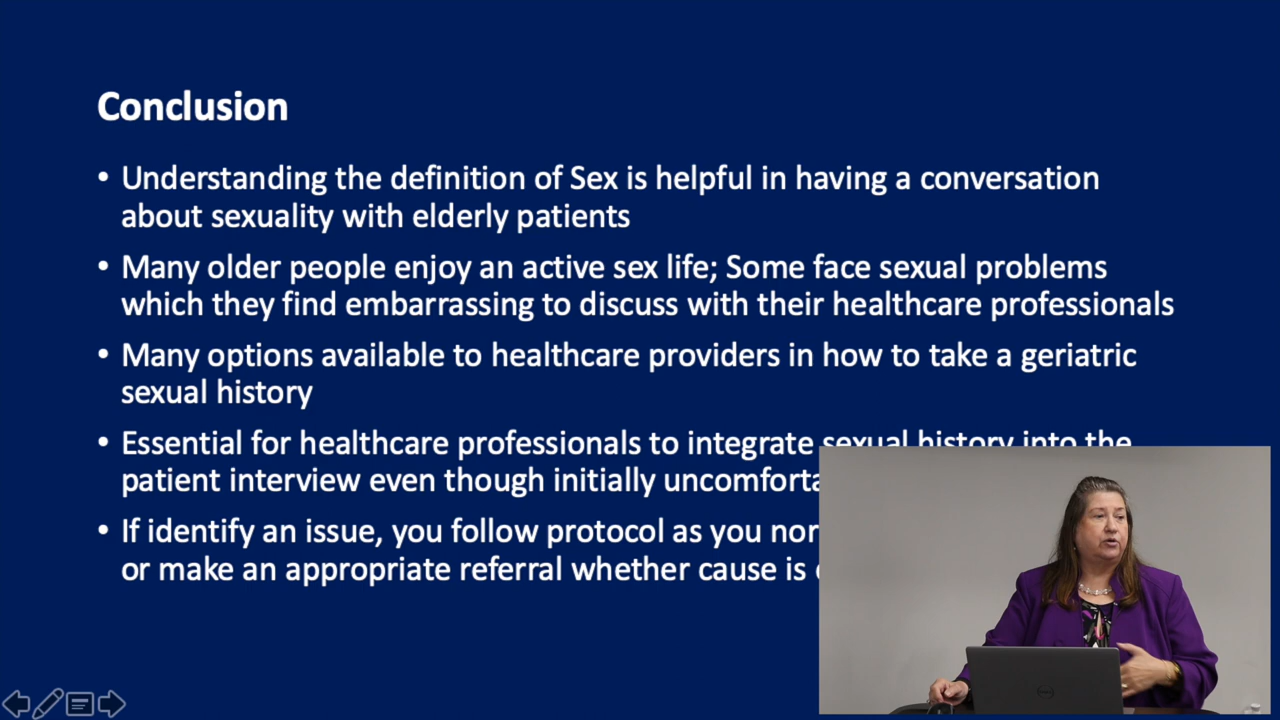 Conclusion
• Understanding the definition of Sex is helpful in having a conversation
about sexuality with elderly patients
• Many older people enjoy an active sex life; Some face sexual problems
which they find embarrassing to discuss with their healthcare professionals
• Many options available to healthcare providers in how to take a geriatric
sexual history
• Essential for healthcare professionals to integrate sexual history into the
patient interview even though initially
• If identify an issue, you follow protocol as you
or make an appropriate referral whether cause is
DELL